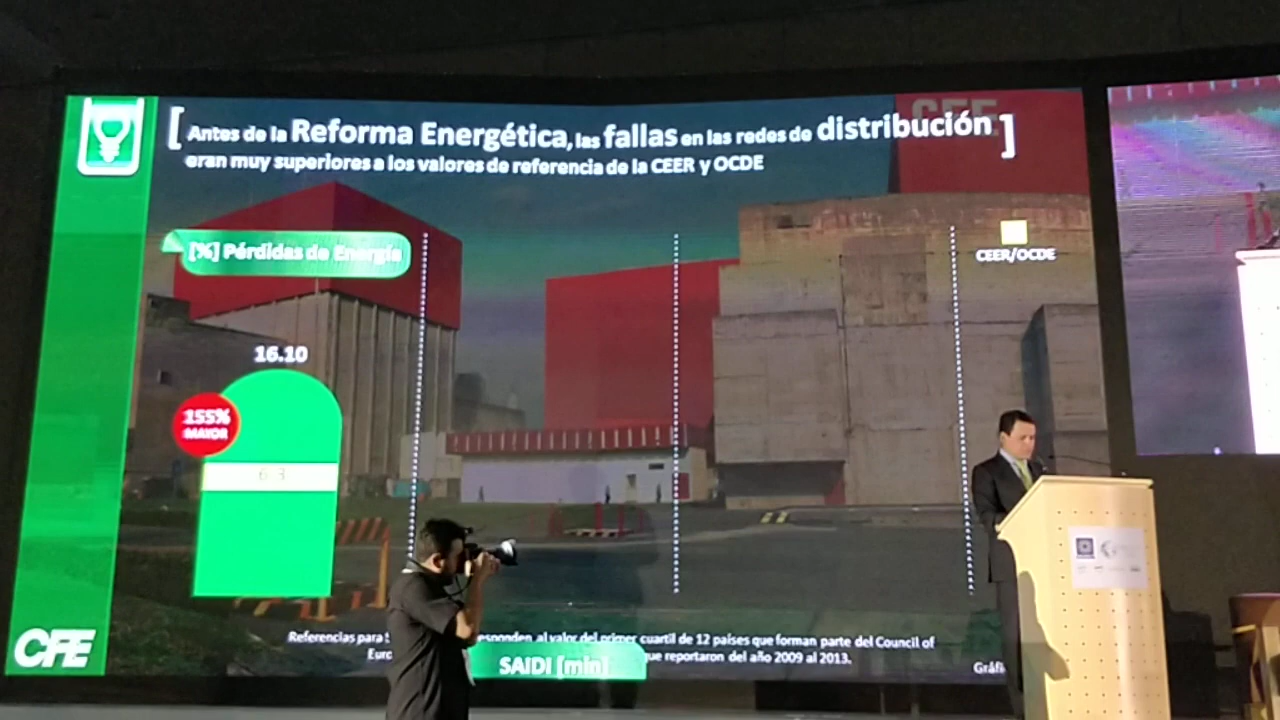 CFE
[Antes de la Reforma Energética, las fallas en las redes de distribución]
eran muy superiores a los valores de referencia de la CEER y OCDE
[%] Pérdidas de Energía
CEER/OCDE
16.10
155%
MAYOR
6.3
Referencias para
esponden al valor del primer cuartil de 12 países que forman parte del Council of
Euro
que reportaron del año 2009 al 2013.
SAIDI [min]
Gráfi
CFE